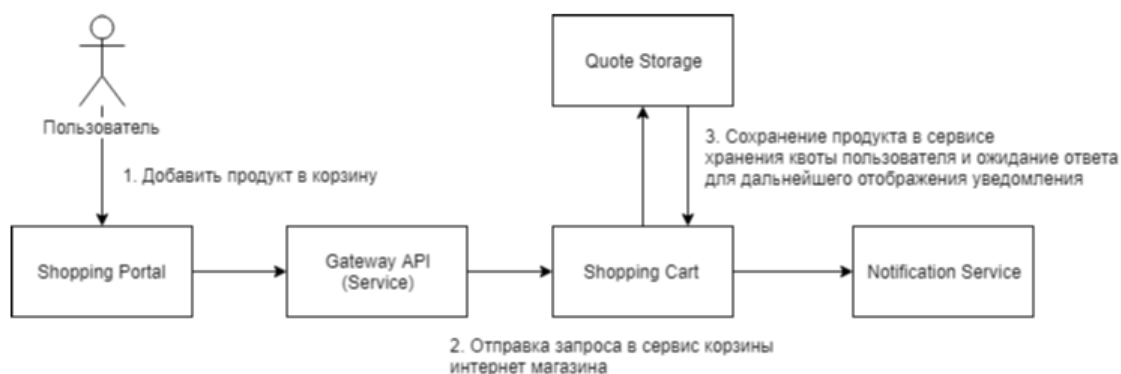 Quote Storage
Пользователь
3. Сохранение продукта в сервисе
хранения квоты пользователя и ожидание ответа
для дальнейшего отображения уведомления
1. Добавить продукт в корзину
Shopping Portal
Gateway API
(Service)
Shopping Cart
Notification Service
2. Отправка запроса в сервис корзины
интернет магазина